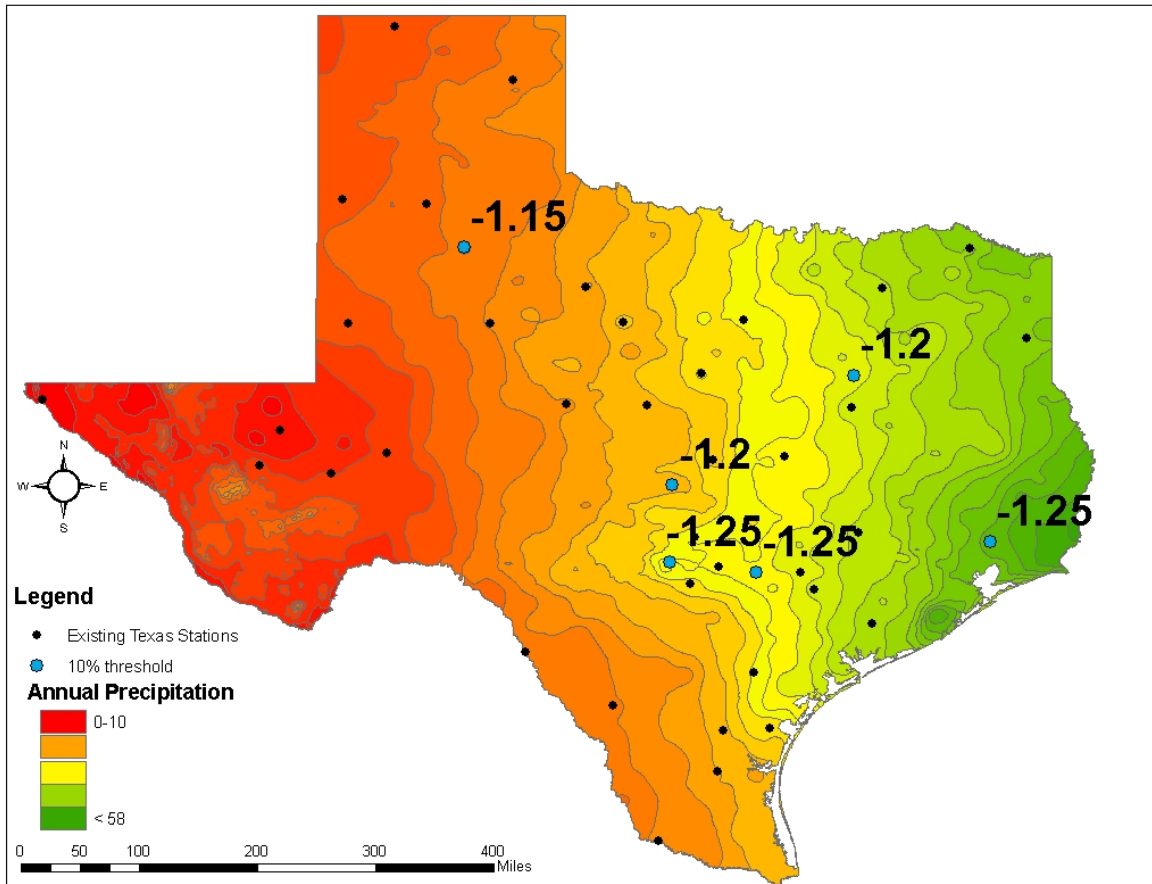 -1.15
-1.2
-1.2
-1.25
-1.25
-1.25
N
W E
S
Legend
Existing Texas Stations
10% threshold
Annual Precipitation
0-10
< 58
0 50 100 200 300 400
Miles